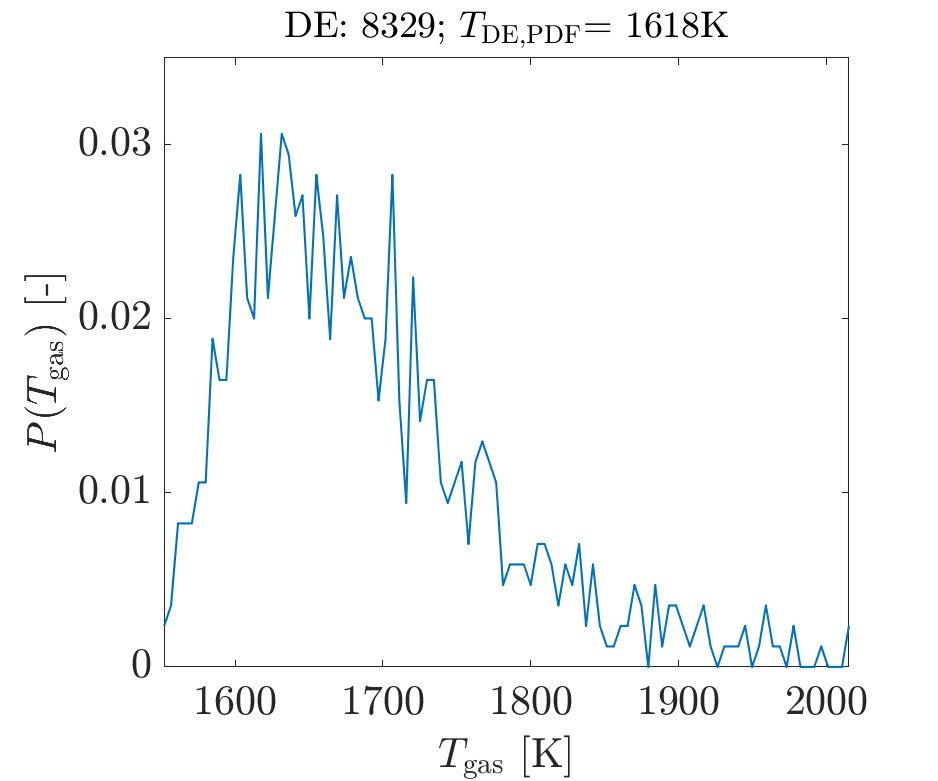 DE: 8329; T_DE,PDF= 1618K
0.03
0.02
0.01
0
P(T_gas) [-]
1600 1700 1800 1900 2000
T_gas [K]